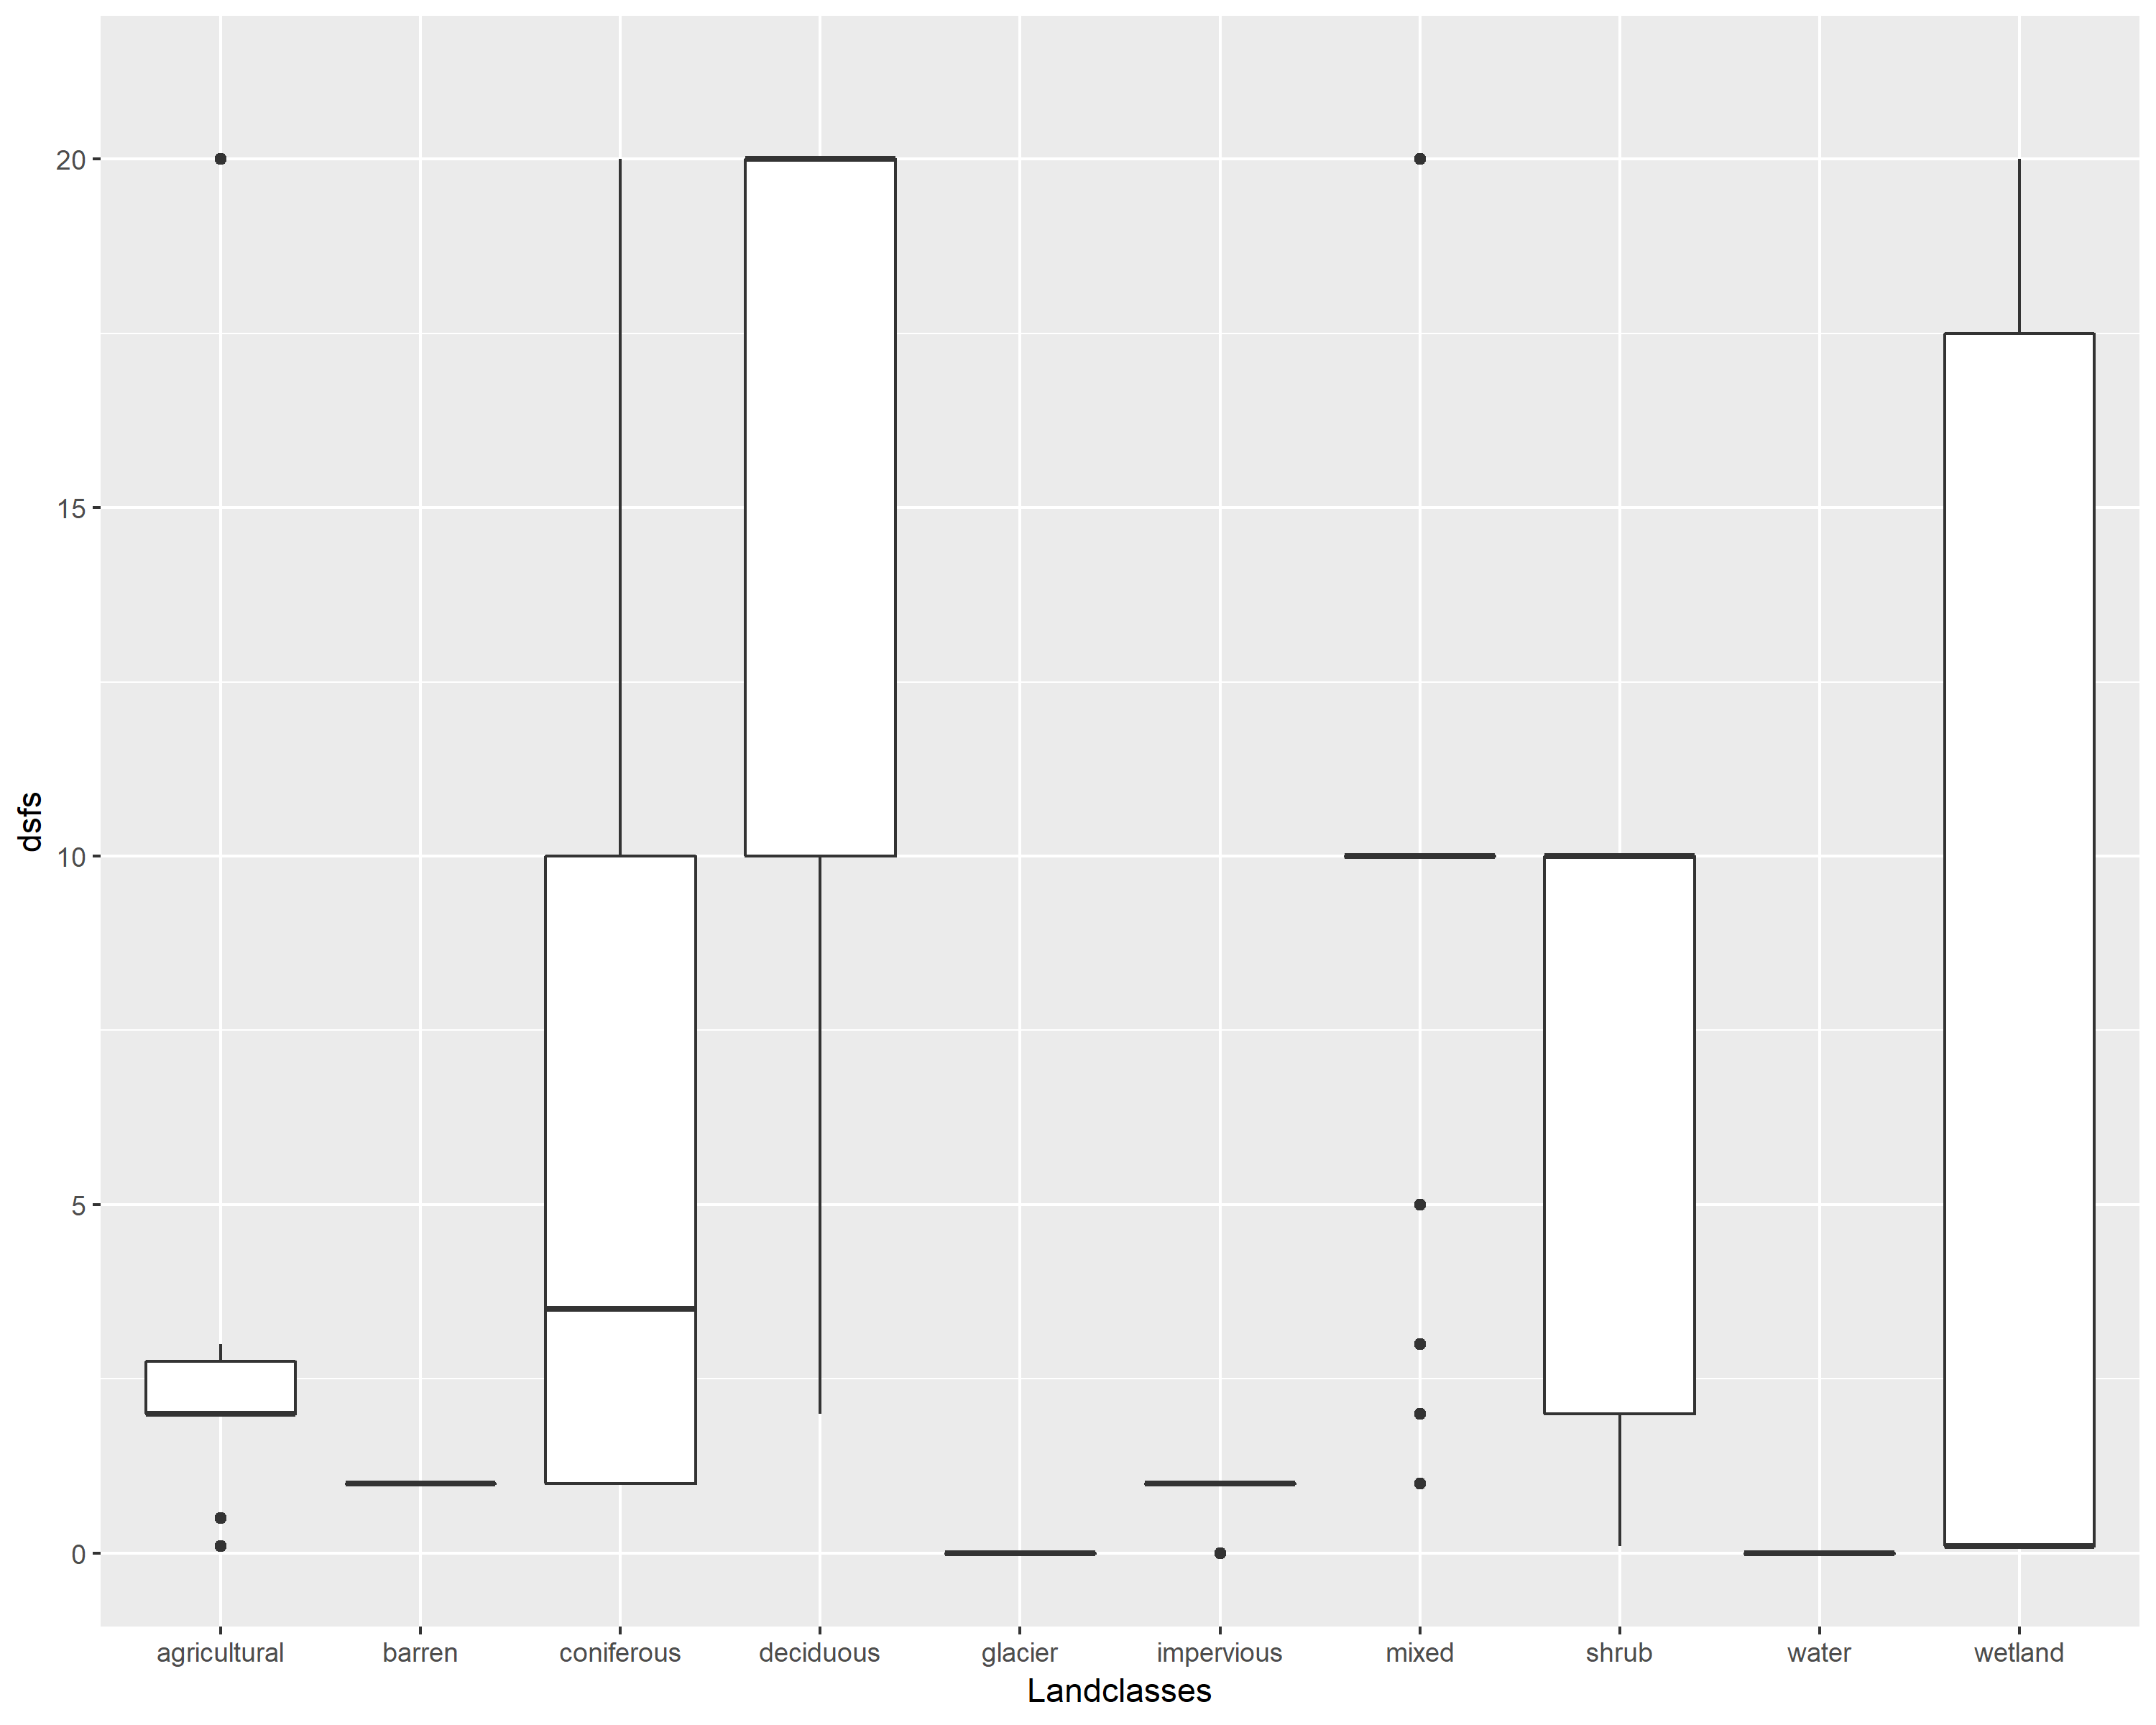 20
15
10
5
0
dsfs
agricultural barren coniferous deciduous glacier impervious mixed shrub water wetland
Landclasses